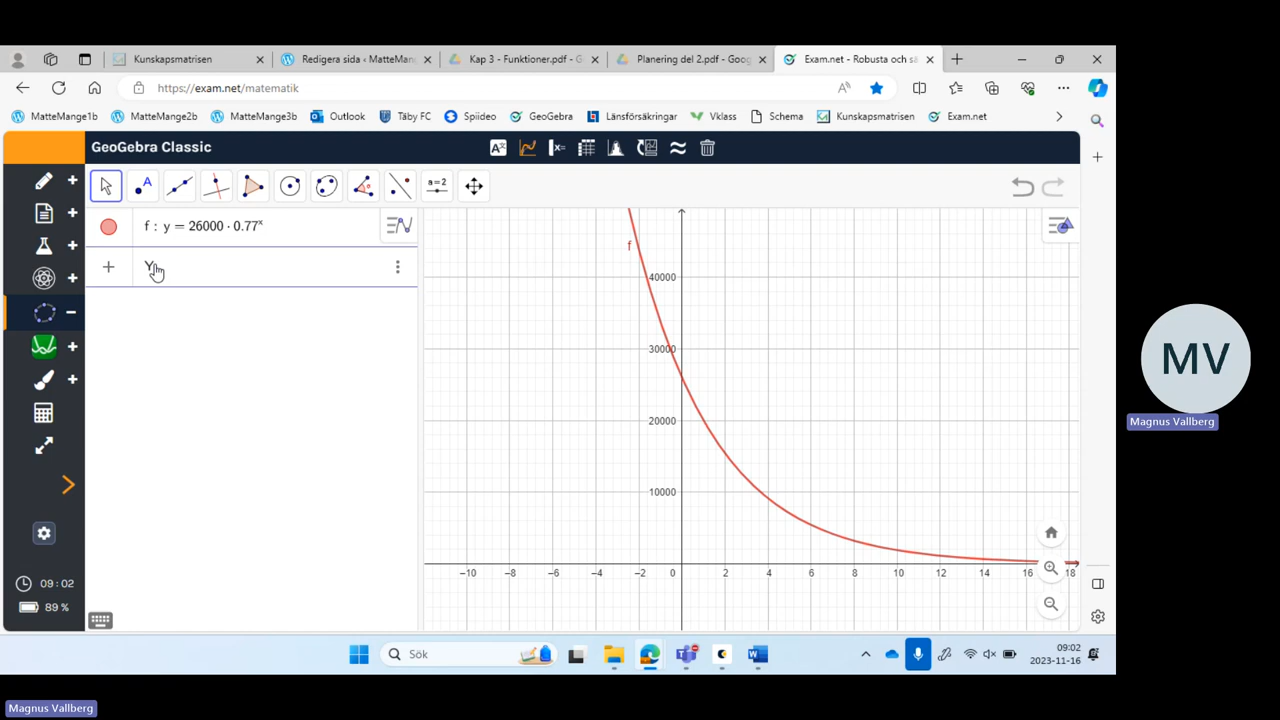 Kunskapsmatrisen
Redigera sida ‹ MatteMang
Kap 3 - Funktioner.pdf - G
Planering del 2.pdf - Goog
Exam.net - Robusta och sä
https://exam.net/matematik
MatteMange1b
MatteMange2b
MatteMange3b
Outlook
Täby FC
Spiideo
GeoGebra
Länsförsäkringar
Vklass
Schema
Kunskapsmatrisen
Exam.net
GeoGebra Classic
a=2
f : y = 26000 · 0.77ˣ
Y
f
40000
30000
20000
10000
−10 −8 −6 −4 −2 0 2 4 6 8 10 12 14 16 18
09:02
89 %
MV
Magnus Vallberg
Sök
09:02
2023-11-16
Magnus Vallberg